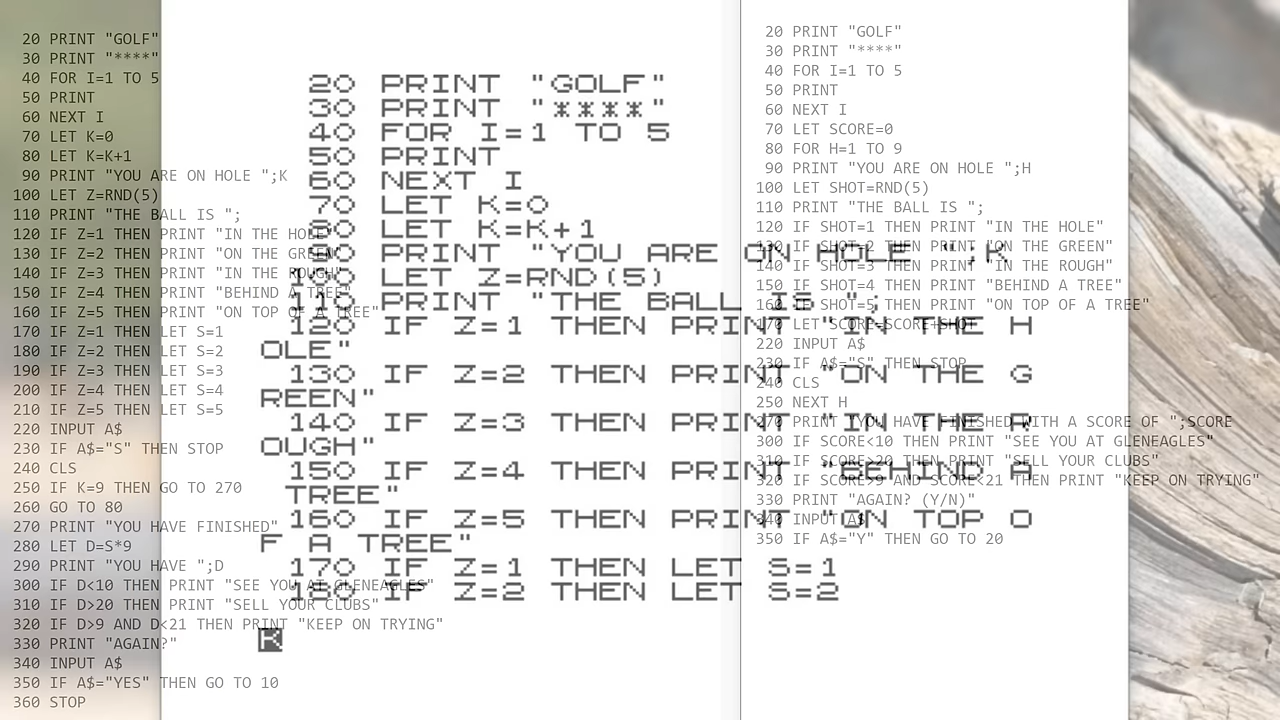 20 PRINT "GOLF"
30 PRINT "****"
40 FOR I=1 TO 5
50 PRINT
60 NEXT I
70 LET K=0
80 LET K=K+1
90 PRINT "YOU ARE ON HOLE ";K
100 LET Z=RND(5)
110 PRINT "THE BALL IS ";
120 IF Z=1 THEN PRINT "IN THE HOLE"
130 IF Z=2 THEN PRINT "ON THE GREEN"
140 IF Z=3 THEN PRINT "IN THE ROUGH"
150 IF Z=4 THEN PRINT "BEHIND A TREE"
160 IF Z=5 THEN PRINT "ON TOP OF A TREE"
170 IF Z=1 THEN LET S=1
180 IF Z=2 THEN LET S=2
190 IF Z=3 THEN LET S=3
200 IF Z=4 THEN LET S=4
210 IF Z=5 THEN LET S=5
220 INPUT A$
230 IF A$="S" THEN STOP
240 CLS
250 IF K=9 THEN GO TO 270
260 GO TO 80
270 PRINT "YOU HAVE FINISHED"
280 LET D=S*9
290 PRINT "YOU HAVE ";D
300 IF D<10 THEN PRINT "SEE YOU AT GLENEAGLES"
310 IF D>20 THEN PRINT "SELL YOUR CLUBS"
320 IF D>9 AND D<21 THEN PRINT "KEEP ON TRYING"
330 PRINT "AGAIN?"
340 INPUT A$
350 IF A$="YES" THEN GO TO 10
360 STOP
20 PRINT "GOLF"
30 PRINT "****"
40 FOR I=1 TO 5
50 PRINT
60 NEXT I
70 LET K=0
80 LET K=K+1
90 PRINT "YOU ARE ON HOLE ";K
100 LET Z=RND(5)
110 PRINT "THE BALL IS ";
120 IF Z=1 THEN PRINT "IN THE H
OLE"
130 IF Z=2 THEN PRINT "ON THE G
REEN"
140 IF Z=3 THEN PRINT "IN THE R
OUGH"
150 IF Z=4 THEN PRINT "BEHIND A
TREE"
160 IF Z=5 THEN PRINT "ON TOP O
F A TREE"
170 IF Z=1 THEN LET S=1
180 IF Z=2 THEN LET S=2
K
20 PRINT "GOLF"
30 PRINT "****"
40 FOR I=1 TO 5
50 PRINT
60 NEXT I
70 LET SCORE=0
80 FOR H=1 TO 9
90 PRINT "YOU ARE ON HOLE ";H
100 LET SHOT=RND(5)
110 PRINT "THE BALL IS ";
120 IF SHOT=1 THEN PRINT "IN THE HOLE"
130 IF SHOT=2 THEN PRINT "ON THE GREEN"
140 IF SHOT=3 THEN PRINT "IN THE ROUGH"
150 IF SHOT=4 THEN PRINT "BEHIND A TREE"
160 IF SHOT=5 THEN PRINT "ON TOP OF A TREE"
170 LET SCORE=SCORE+SHOT
220 INPUT A$
230 IF A$="S" THEN STOP
240 CLS
250 NEXT H
270 PRINT "YOU HAVE FINISHED WITH A SCORE OF ";SCORE
300 IF SCORE<10 THEN PRINT "SEE YOU AT GLENEAGLES"
310 IF SCORE>20 THEN PRINT "SELL YOUR CLUBS"
320 IF SCORE>9 AND SCORE<21 THEN PRINT "KEEP ON TRYING"
330 PRINT "AGAIN? (Y/N)"
340 INPUT A$
350 IF A$="Y" THEN GO TO 20